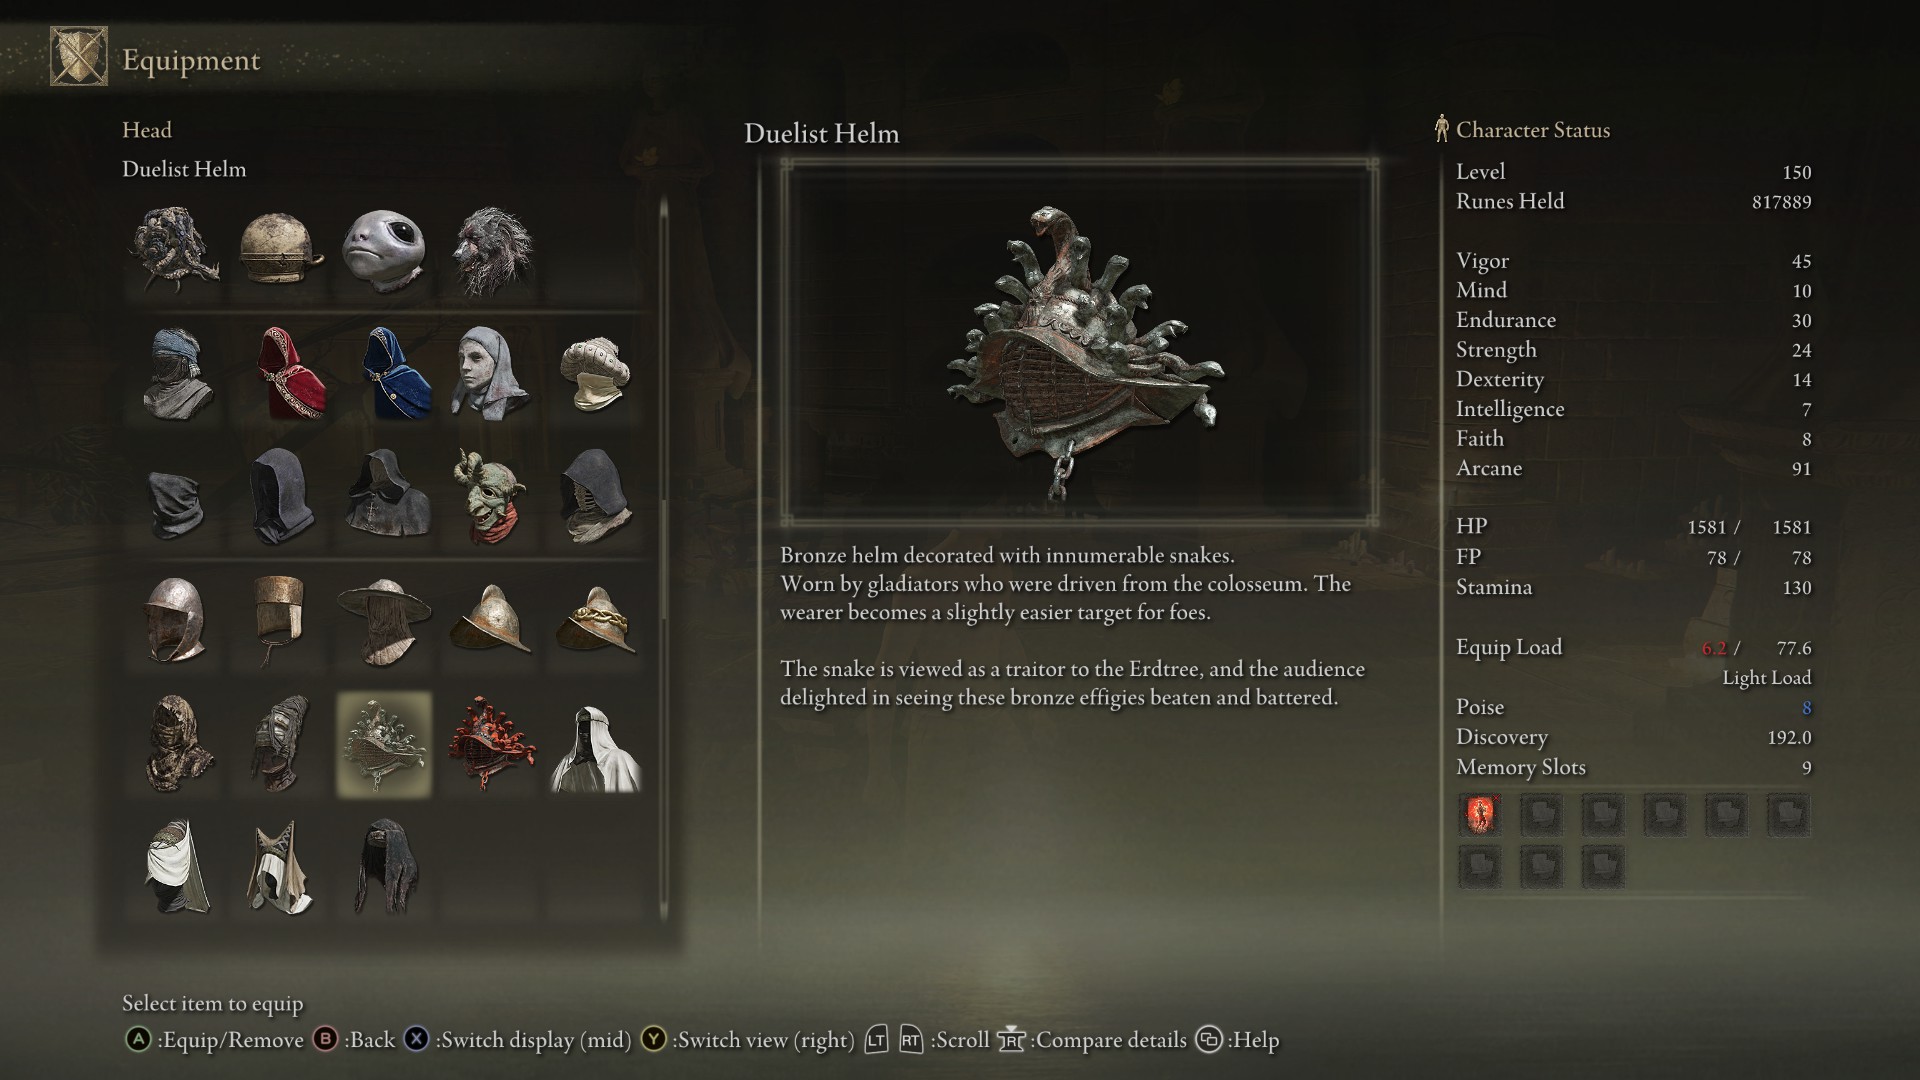 Equipment
Head
Duelist Helm
Duelist Helm
Bronze helm decorated with innumerable snakes.
Worn by gladiators who were driven from the colosseum. The
wearer becomes a slightly easier target for foes.
The snake is viewed as a traitor to the Erdtree, and the audience
delighted in seeing these bronze effigies beaten and battered.
Character Status
Level 150
Runes Held 817889
Vigor 45
Mind 10
Endurance 30
Strength 24
Dexterity 14
Intelligence 7
Faith 8
Arcane 91
HP 1581 / 1581
FP 78 / 78
Stamina 130
Equip Load 6.2 / 77.6
Light Load
Poise 8
Discovery 192.0
Memory Slots 9
Select item to equip
A :Equip/Remove B :Back X :Switch display (mid) Y :Switch view (right) LT RT :Scroll R :Compare details :Help